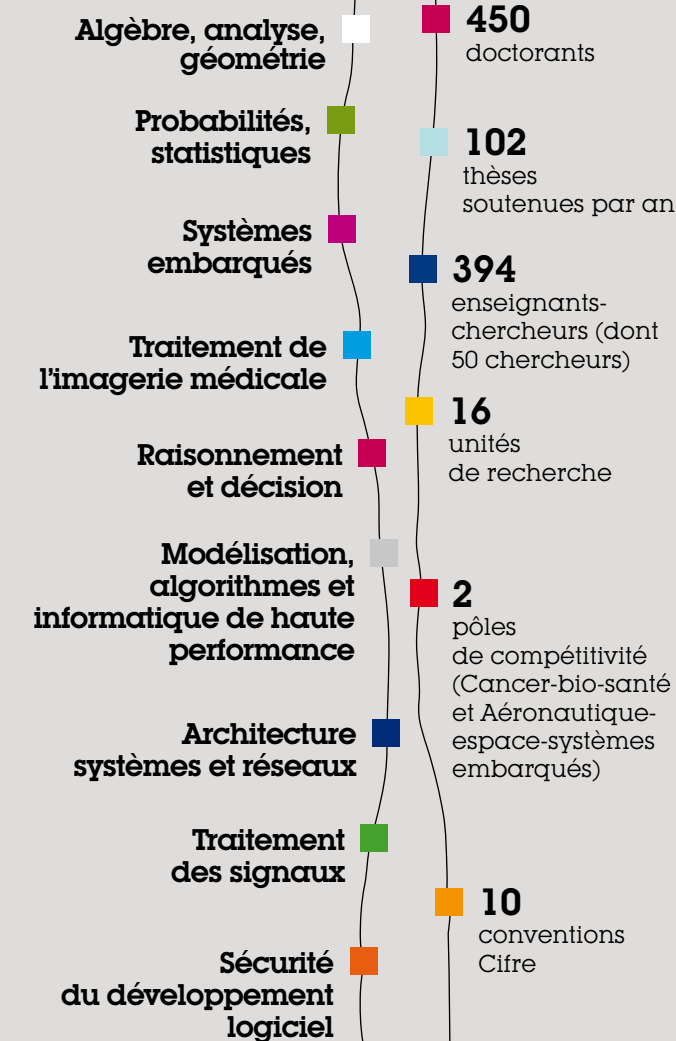 Algèbre, analyse,
géométrie
Probabilités,
statistiques
Systèmes
embarqués
Traitement de
l'imagerie médicale
Raisonnement
et décision
Modélisation,
algorithmes et
informatique de haute
performance
Architecture
systèmes et réseaux
Traitement
des signaux
Sécurité
du développement
logiciel
450
doctorants
102
thèses
soutenues par an
394
enseignants-
chercheurs (dont
50 chercheurs)
16
unités
de recherche
2
pôles
de compétitivité
(Cancer-bio-santé
et Aéronautique-
espace-systèmes
embarqués)
10
conventions
Cifre